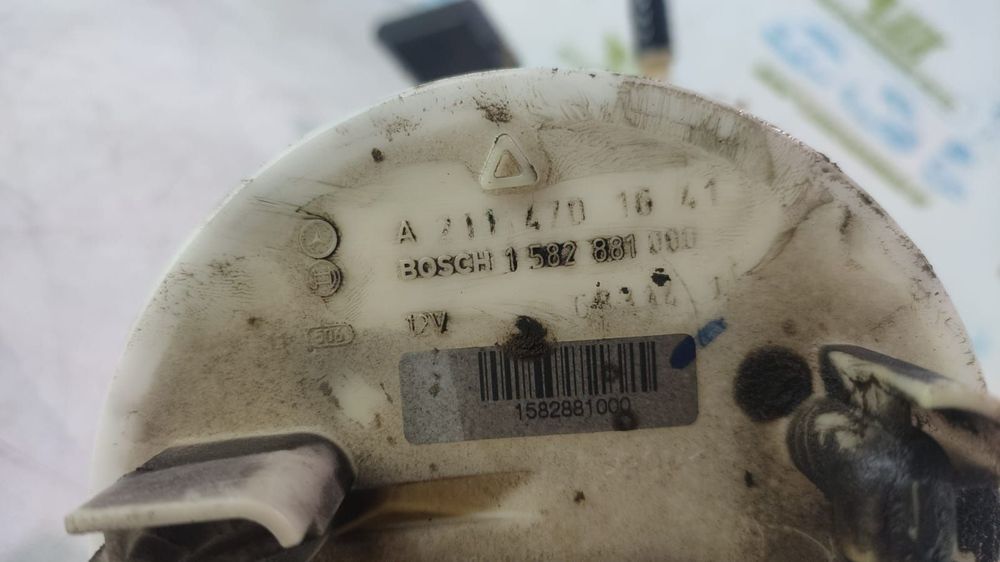 A 211 470 16 41
BOSCH 1 582 881 000
12V
1582881000